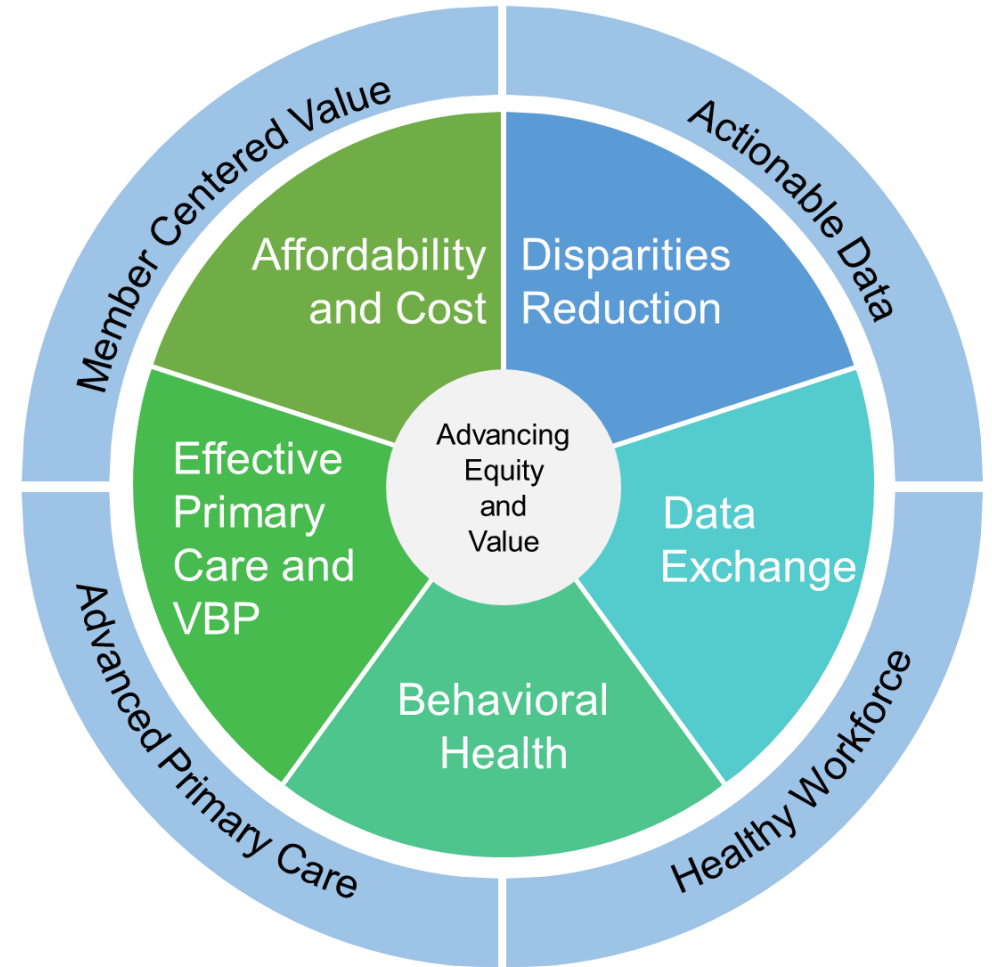 Member Centered Value
Actionable Data
Affordability
and Cost
Disparities
Reduction
Advancing
Equity
and
Value
Effective
Primary
Care and
VBP
Data
Exchange
Behavioral
Health
Advanced Primary Care
Healthy Workforce